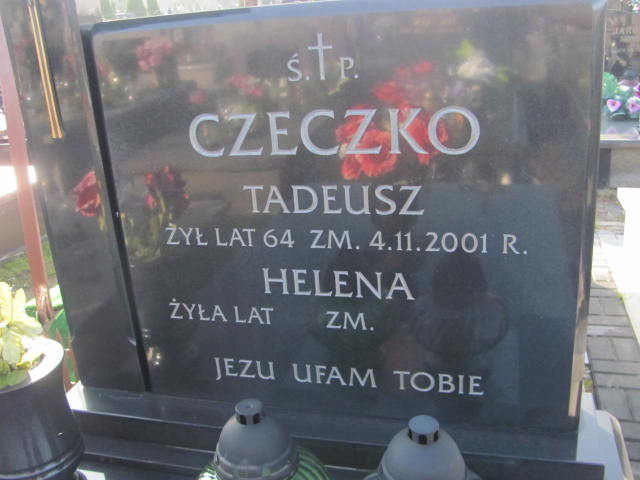 Ś.†P.
CZECZKO
TADEUSZ
ŻYŁ LAT 64 ZM. 4.11.2001 R.
HELENA
ŻYŁA LAT ZM.
JEZU UFAM TOBIE